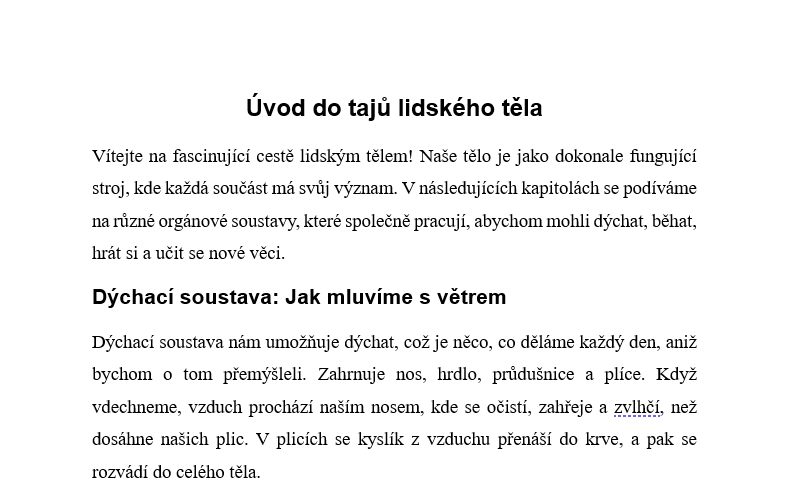 Úvod do tajů lidského těla
Vítejte na fascinující cestě lidským tělem! Naše tělo je jako dokonale fungující
stroj, kde každá součást má svůj význam. V následujících kapitolách se podíváme
na různé orgánové soustavy, které společně pracují, abychom mohli dýchat, běhat,
hrát si a učit se nové věci.
Dýchací soustava: Jak mluvíme s větrem
Dýchací soustava nám umožňuje dýchat, což je něco, co děláme každý den, aniž
bychom o tom přemýšleli. Zahrnuje nos, hrdlo, průdušnice a plíce. Když
vdechneme, vzduch prochází naším nosem, kde se očistí, zahřeje a zvlhčí, než
dosáhne našich plic. V plicích se kyslík z vzduchu přenáší do krve, a pak se
rozvádí do celého těla.